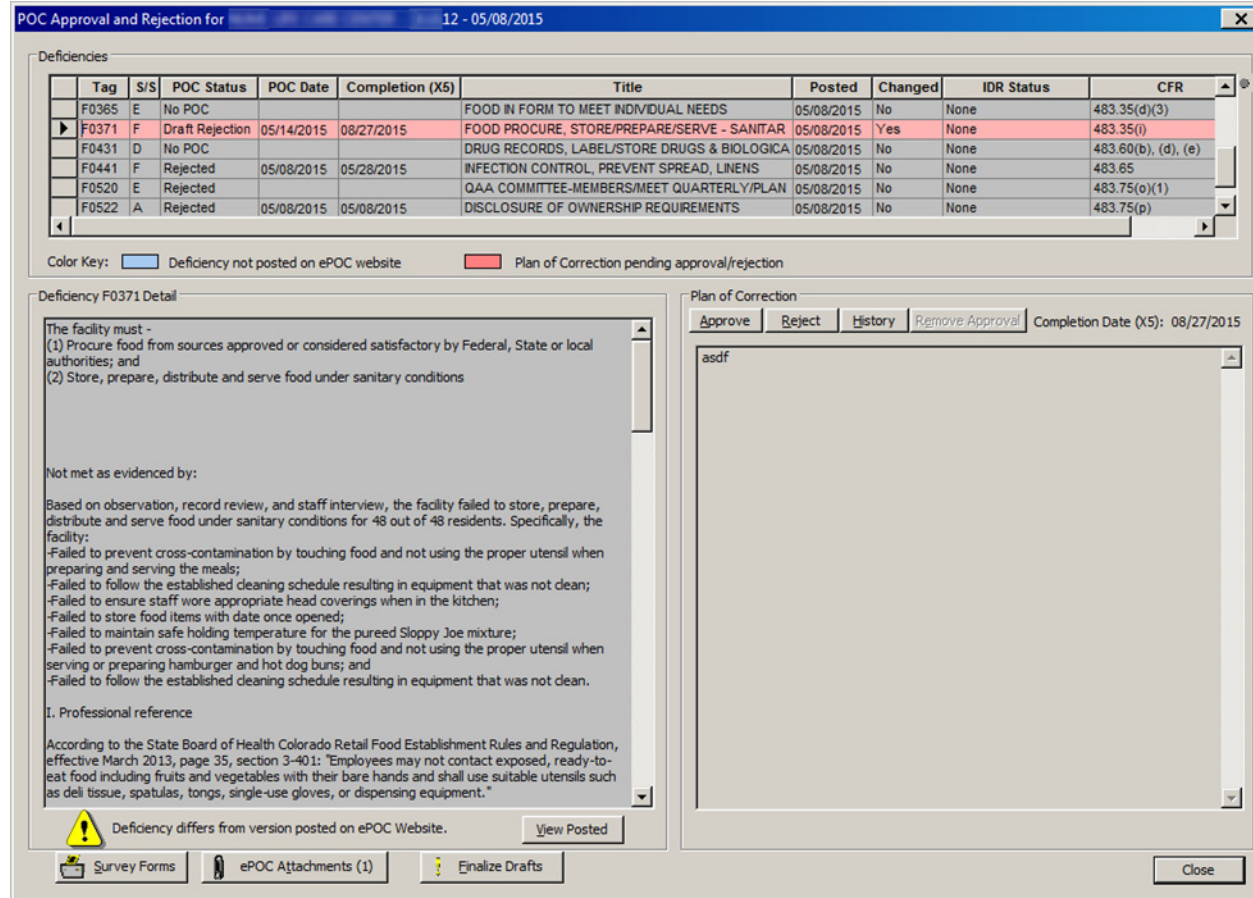 POC Approval and Rejection for 12 - 05/08/2015
X
Deficiencies
Tag S/S POC Status POC Date Completion (X5) Title Posted Changed IDR Status CFR
F0365 E No POC FOOD IN FORM TO MEET INDIVIDUAL NEEDS 05/08/2015 No None 483.35(d)(3)
F0371 F Draft Rejection 05/14/2015 08/27/2015 FOOD PROCURE, STORE/PREPARE/SERVE - SANITAR 05/08/2015 Yes None 483.35(i)
F0431 D No POC DRUG RECORDS, LABEL/STORE DRUGS & BIOLOGICA 05/08/2015 No None 483.60(b), (d), (e)
F0441 F Rejected 05/08/2015 05/28/2015 INFECTION CONTROL, PREVENT SPREAD, LINENS 05/08/2015 No None 483.65
F0520 E Rejected QAA COMMITTEE-MEMBERS/MEET QUARTERLY/PLAN 05/08/2015 No None 483.75(o)(1)
F0522 A Rejected 05/08/2015 05/08/2015 DISCLOSURE OF OWNERSHIP REQUIREMENTS 05/08/2015 No None 483.75(p)
Color Key: Deficiency not posted on ePOC website Plan of Correction pending approval/rejection
Deficiency F0371 Detail
The facility must -
(1) Procure food from sources approved or considered satisfactory by Federal, State or local
authorities; and
(2) Store, prepare, distribute and serve food under sanitary conditions
Not met as evidenced by:
Based on observation, record review, and staff interview, the facility failed to store, prepare,
distribute and serve food under sanitary conditions for 48 out of 48 residents. Specifically, the
facility:
-Failed to prevent cross-contamination by touching food and not using the proper utensil when
preparing and serving the meals;
-Failed to follow the established cleaning schedule resulting in equipment that was not clean;
-Failed to ensure staff wore appropriate head coverings when in the kitchen;
-Failed to store food items with date once opened;
-Failed to maintain safe holding temperature for the pureed Sloppy Joe mixture;
-Failed to prevent cross-contamination by touching food and not using the proper utensil when
serving or preparing hamburger and hot dog buns; and
-Failed to follow the established cleaning schedule resulting in equipment that was not clean.
I. Professional reference
According to the State Board of Health Colorado Retail Food Establishment Rules and Regulation,
effective March 2013, page 35, section 3-401: "Employees may not contact exposed, ready-to-
eat food including fruits and vegetables with their bare hands and shall use suitable utensils such
as deli tissue, spatulas, tongs, single-use gloves, or dispensing equipment."
Deficiency differs from version posted on ePOC Website.
View Posted
Plan of Correction
Approve Reject History Remove Approval Completion Date (X5): 08/27/2015
asdf
Survey Forms ePOC Attachments (1) Finalize Drafts Close